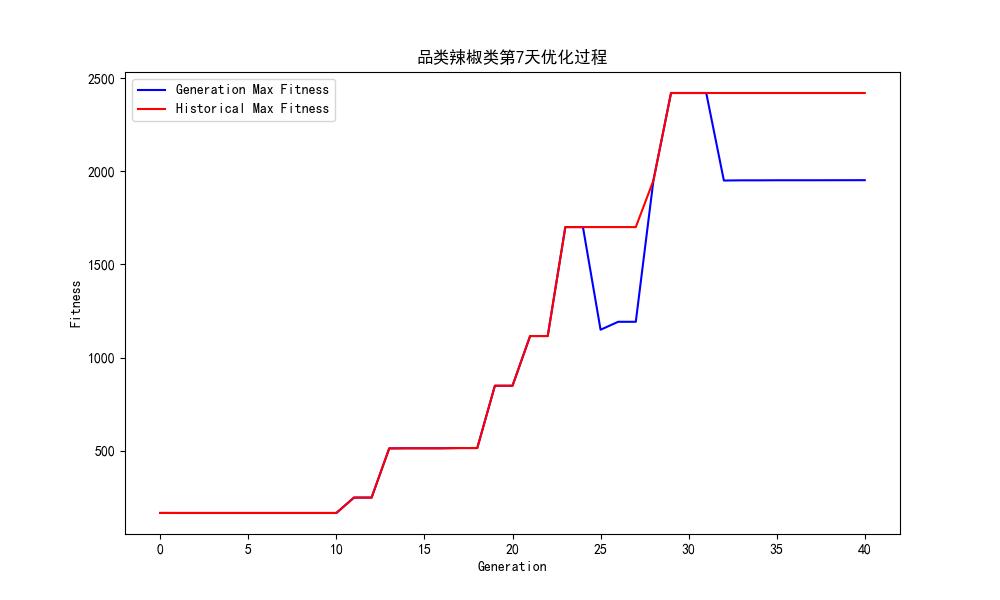 品类辣椒类第7天优化过程
Generation Max Fitness
Historical Max Fitness
2500
2000
1500
1000
500
Fitness
0 5 10 15 20 25 30 35 40
Generation